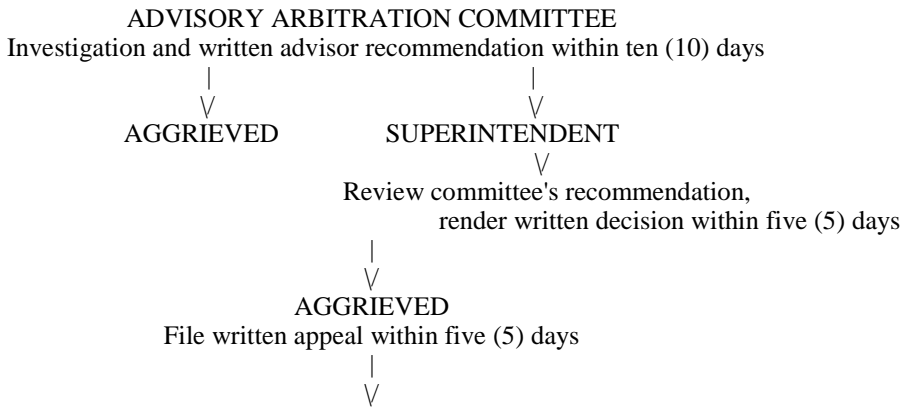 ADVISORY ARBITRATION COMMITTEE
Investigation and written advisor recommendation within ten (10) days
| |
\/ \/
AGGRIEVED SUPERINTENDENT
\/
Review committee's recommendation,
render written decision within five (5) days
|
\/
AGGRIEVED
File written appeal within five (5) days
|
\/